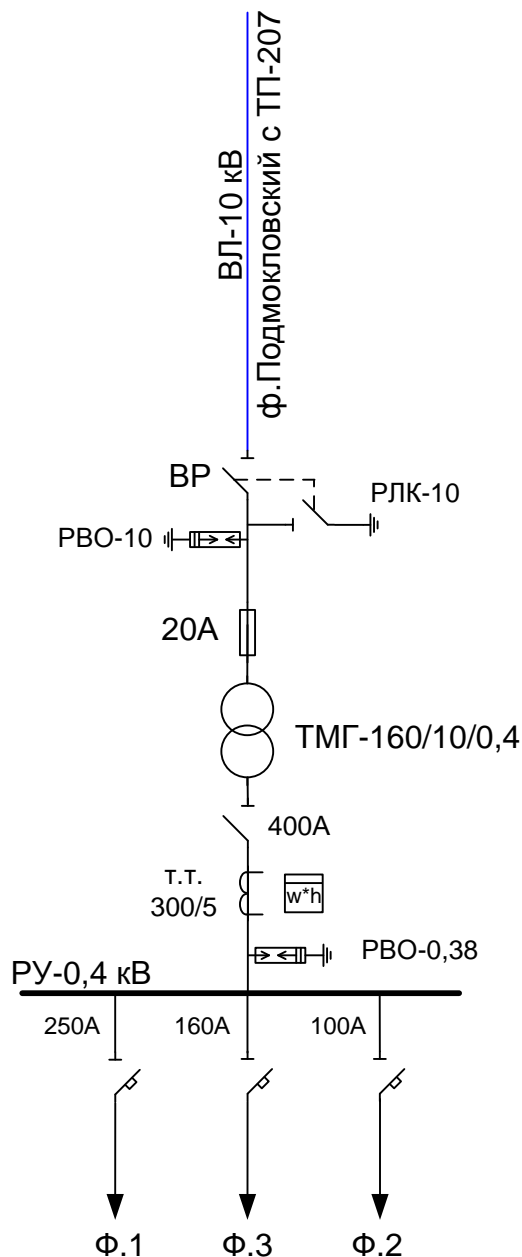 ВЛ-10 кВ
ф.Подмокловский с ТП-207
ВР
РЛК-10
РВО-10
20А
ТМГ-160/10/0,4
400А
т.т.
300/5
w*h
РВО-0,38
РУ-0,4 кВ
250А
160А
100А
Ф.1
Ф.3
Ф.2